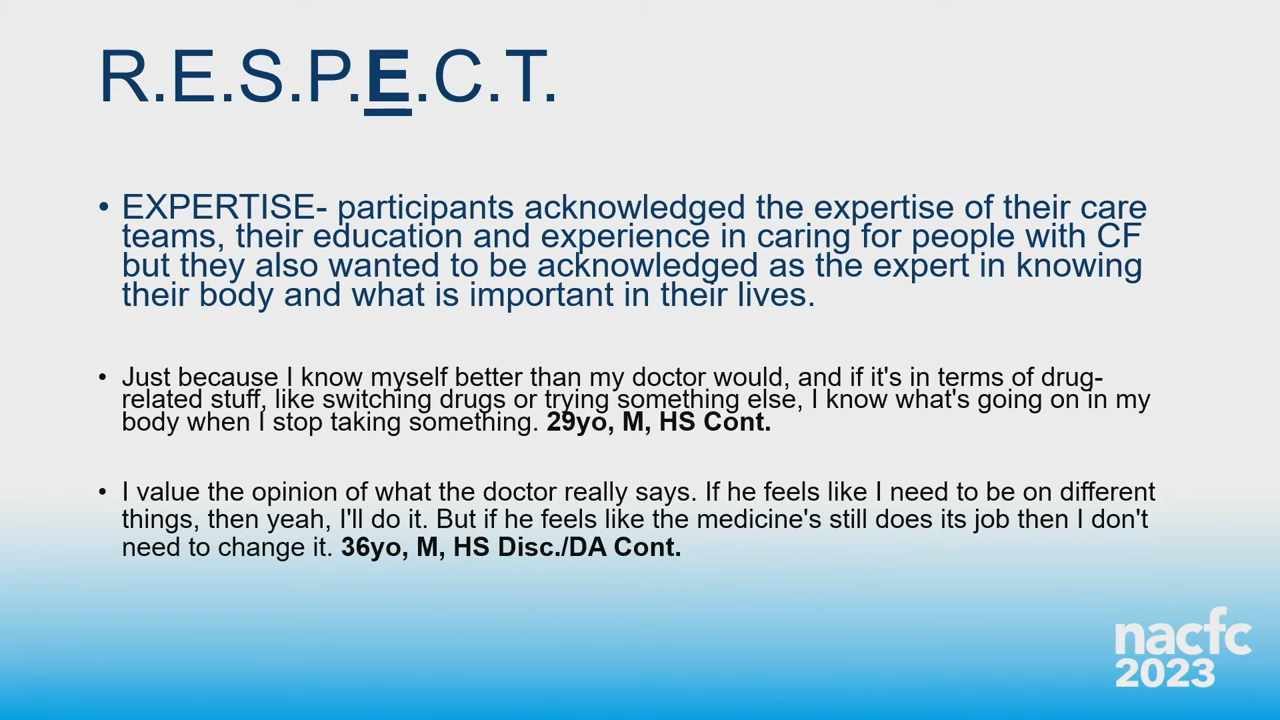 R.E.S.P.E.C.T.
• EXPERTISE- participants acknowledged the expertise of their care
teams, their education and experience in caring for people with CF
but they also wanted to be acknowledged as the expert in knowing
their body and what is important in their lives.
• Just because I know myself better than my doctor would, and if it's in terms of drug-
related stuff, like switching drugs or trying something else, I know what's going on in my
body when I stop taking something. 29yo, M, HS Cont.
• I value the opinion of what the doctor really says. If he feels like I need to be on different
things, then yeah, I'll do it. But if he feels like the medicine's still does its job then I don't
need to change it. 36yo, M, HS Disc./DA Cont.
nacfc
2023